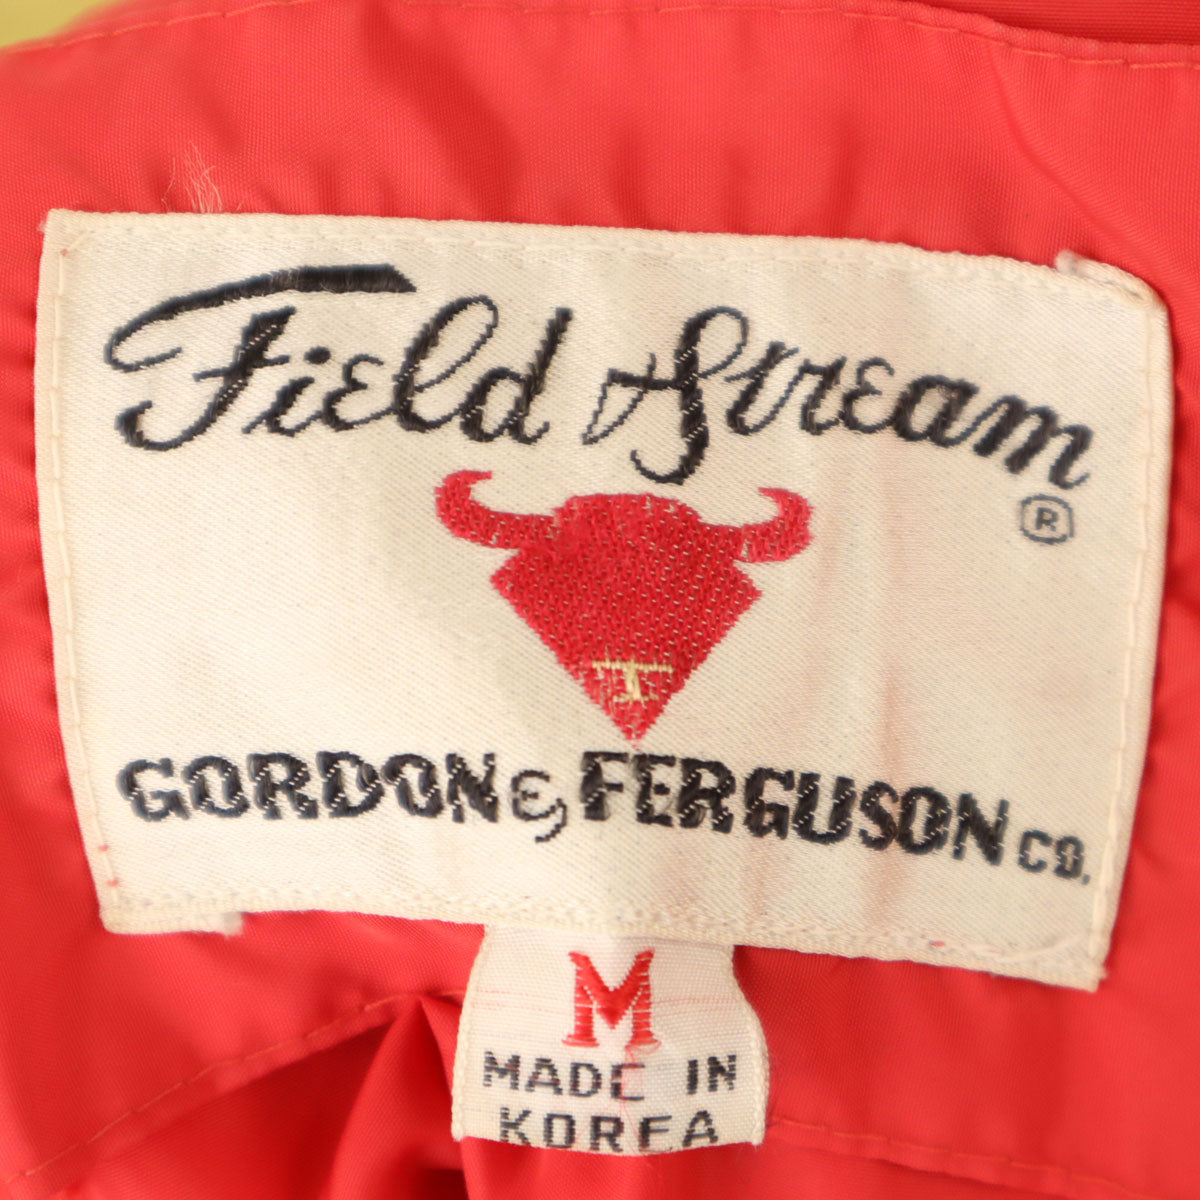 Field Stream
®
GORDON & FERGUSON CO.
M
MADE IN
KOREA